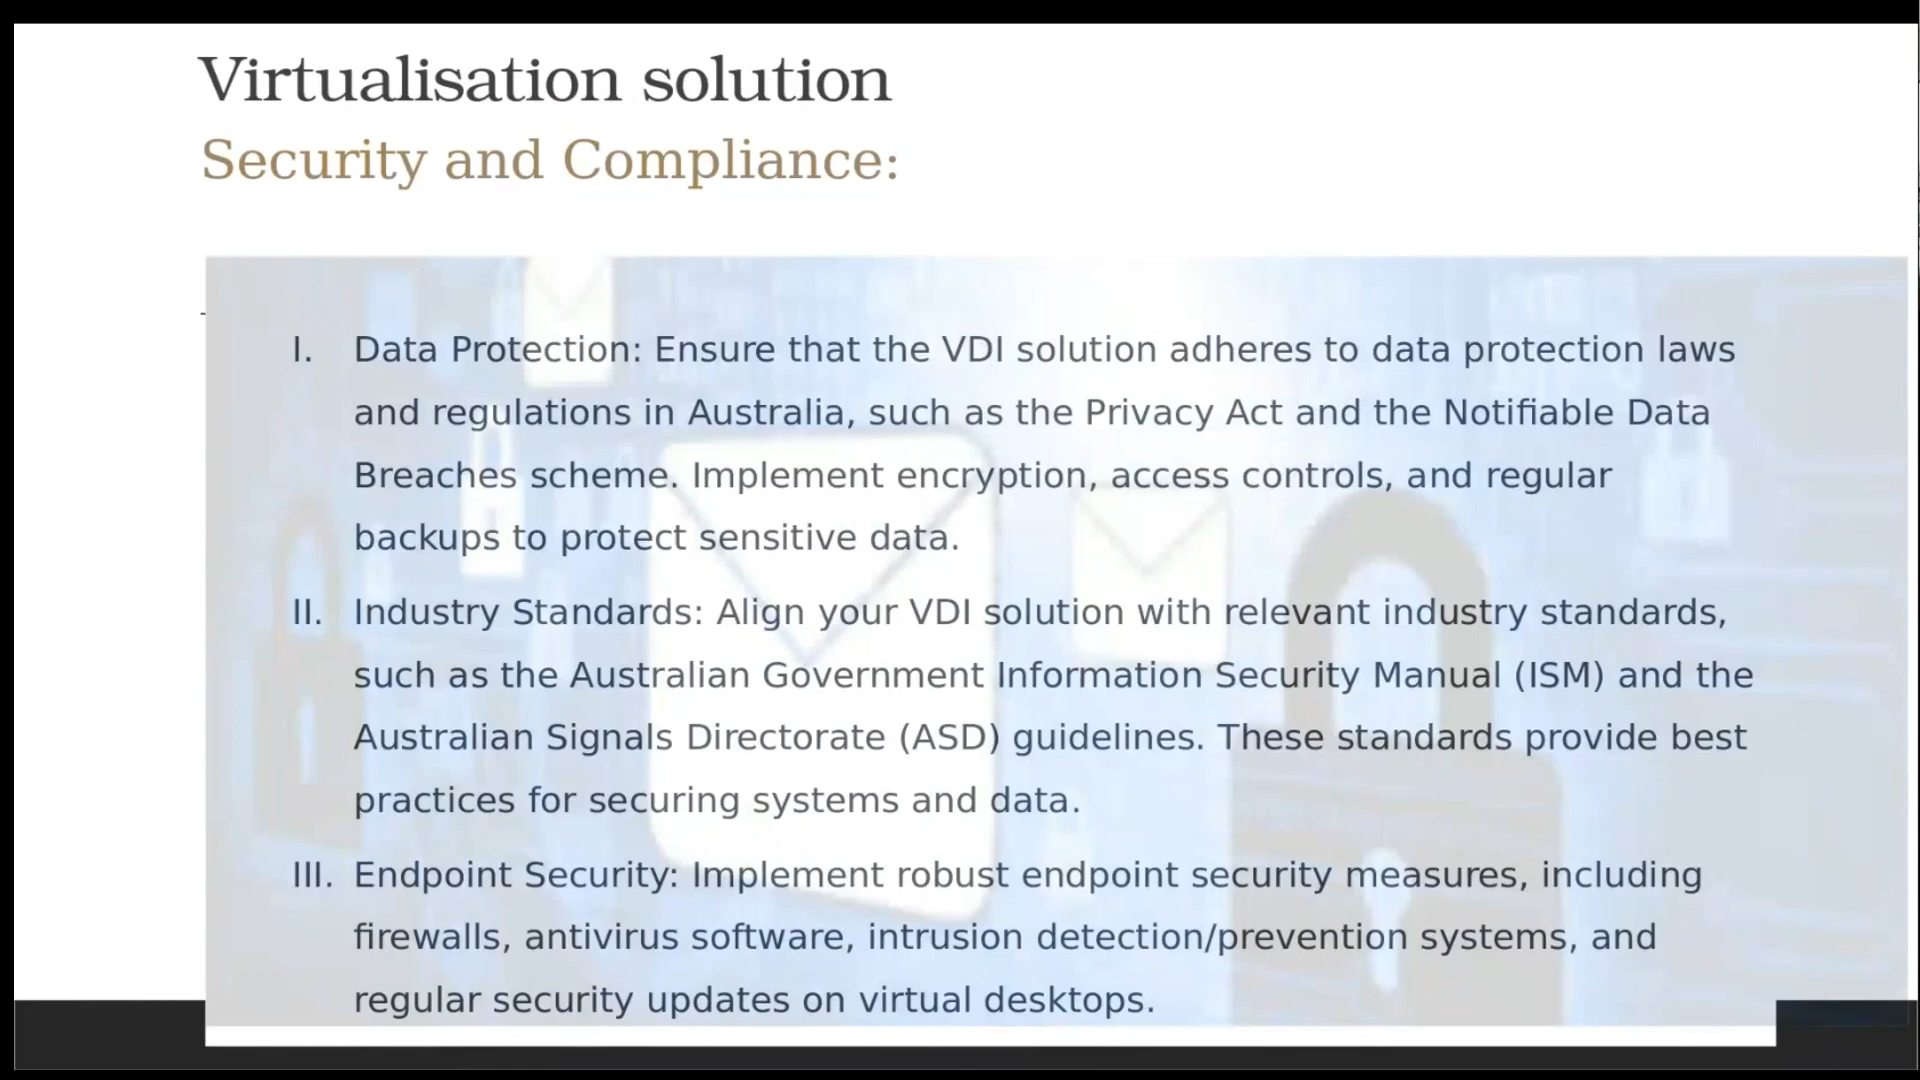 Virtualisation solution
Security and Compliance:
I. Data Protection: Ensure that the VDI solution adheres to data protection laws
and regulations in Australia, such as the Privacy Act and the Notifiable Data
Breaches scheme. Implement encryption, access controls, and regular
backups to protect sensitive data.
II. Industry Standards: Align your VDI solution with relevant industry standards,
such as the Australian Government Information Security Manual (ISM) and the
Australian Signals Directorate (ASD) guidelines. These standards provide best
practices for securing systems and data.
III. Endpoint Security: Implement robust endpoint security measures, including
firewalls, antivirus software, intrusion detection/prevention systems, and
regular security updates on virtual desktops.